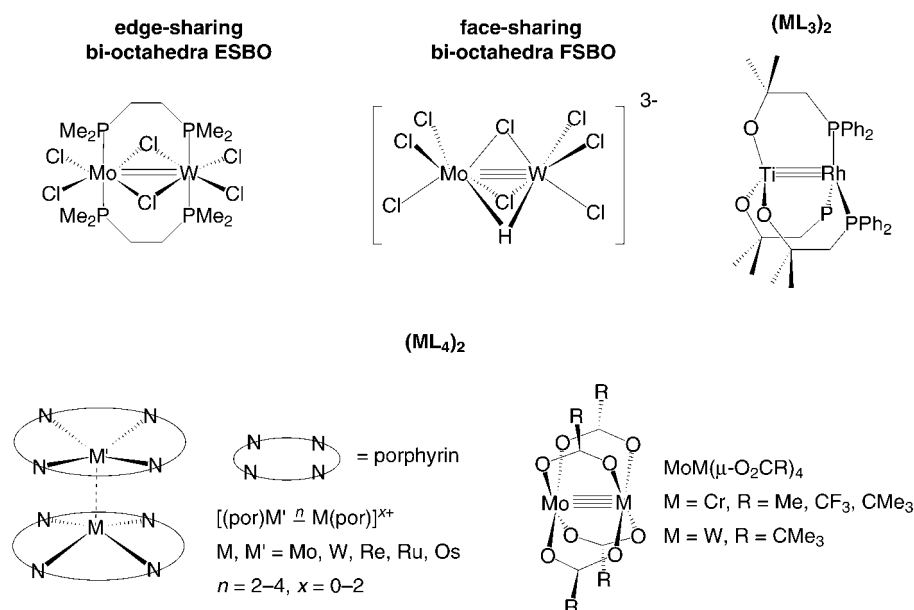 edge-sharing
bi-octahedra ESBO
face-sharing
bi-octahedra FSBO
(ML3)2
Me2P PMe2
Cl Cl Cl
Mo W
Cl Cl Cl
Me2P PMe2
3-
Cl Cl Cl Cl
Cl Mo W Cl
Cl Cl Cl
H
O PPh2
Ti Rh
O O P PPh2
(ML4)2
N N
M'
N N
N N
M
N N
N N
N N
= porphyrin
[(por)M' n M(por)]x+
M, M' = Mo, W, Re, Ru, Os
n = 2–4, x = 0–2
R
R
O O
O O
Mo M
O O
O O
R
R
MoM(μ-O2CR)4
M = Cr, R = Me, CF3, CMe3
M = W, R = CMe3